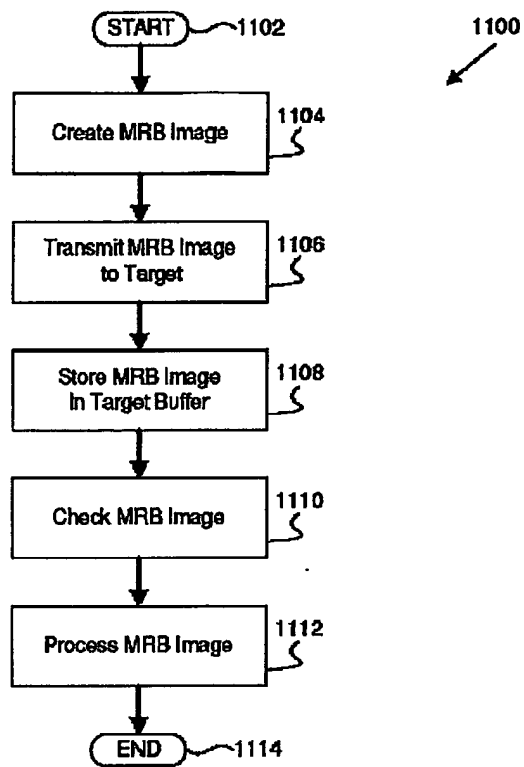 START
1102
1100
Create MRB Image
1104
Transmit MRB Image
to Target
1106
Store MRB Image
In Target Buffer
1108
Check MRB Image
1110
Process MRB Image
1112
END
1114